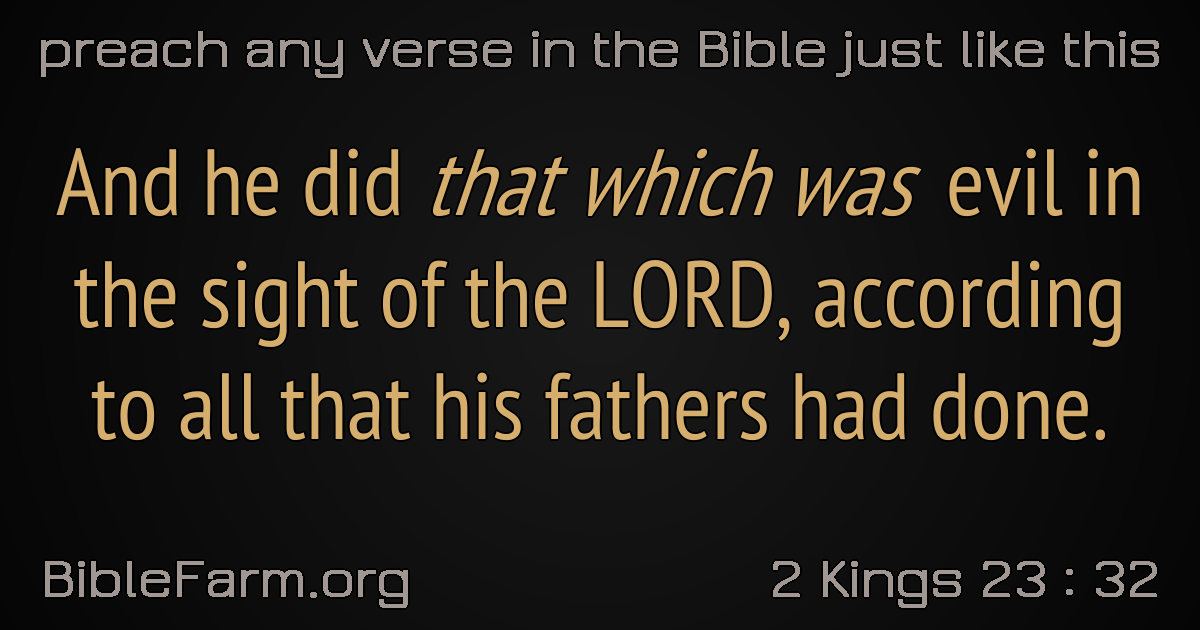 preach any verse in the Bible just like this
And he did that which was evil in
the sight of the LORD, according
to all that his fathers had done.
BibleFarm.org
2 Kings 23 : 32